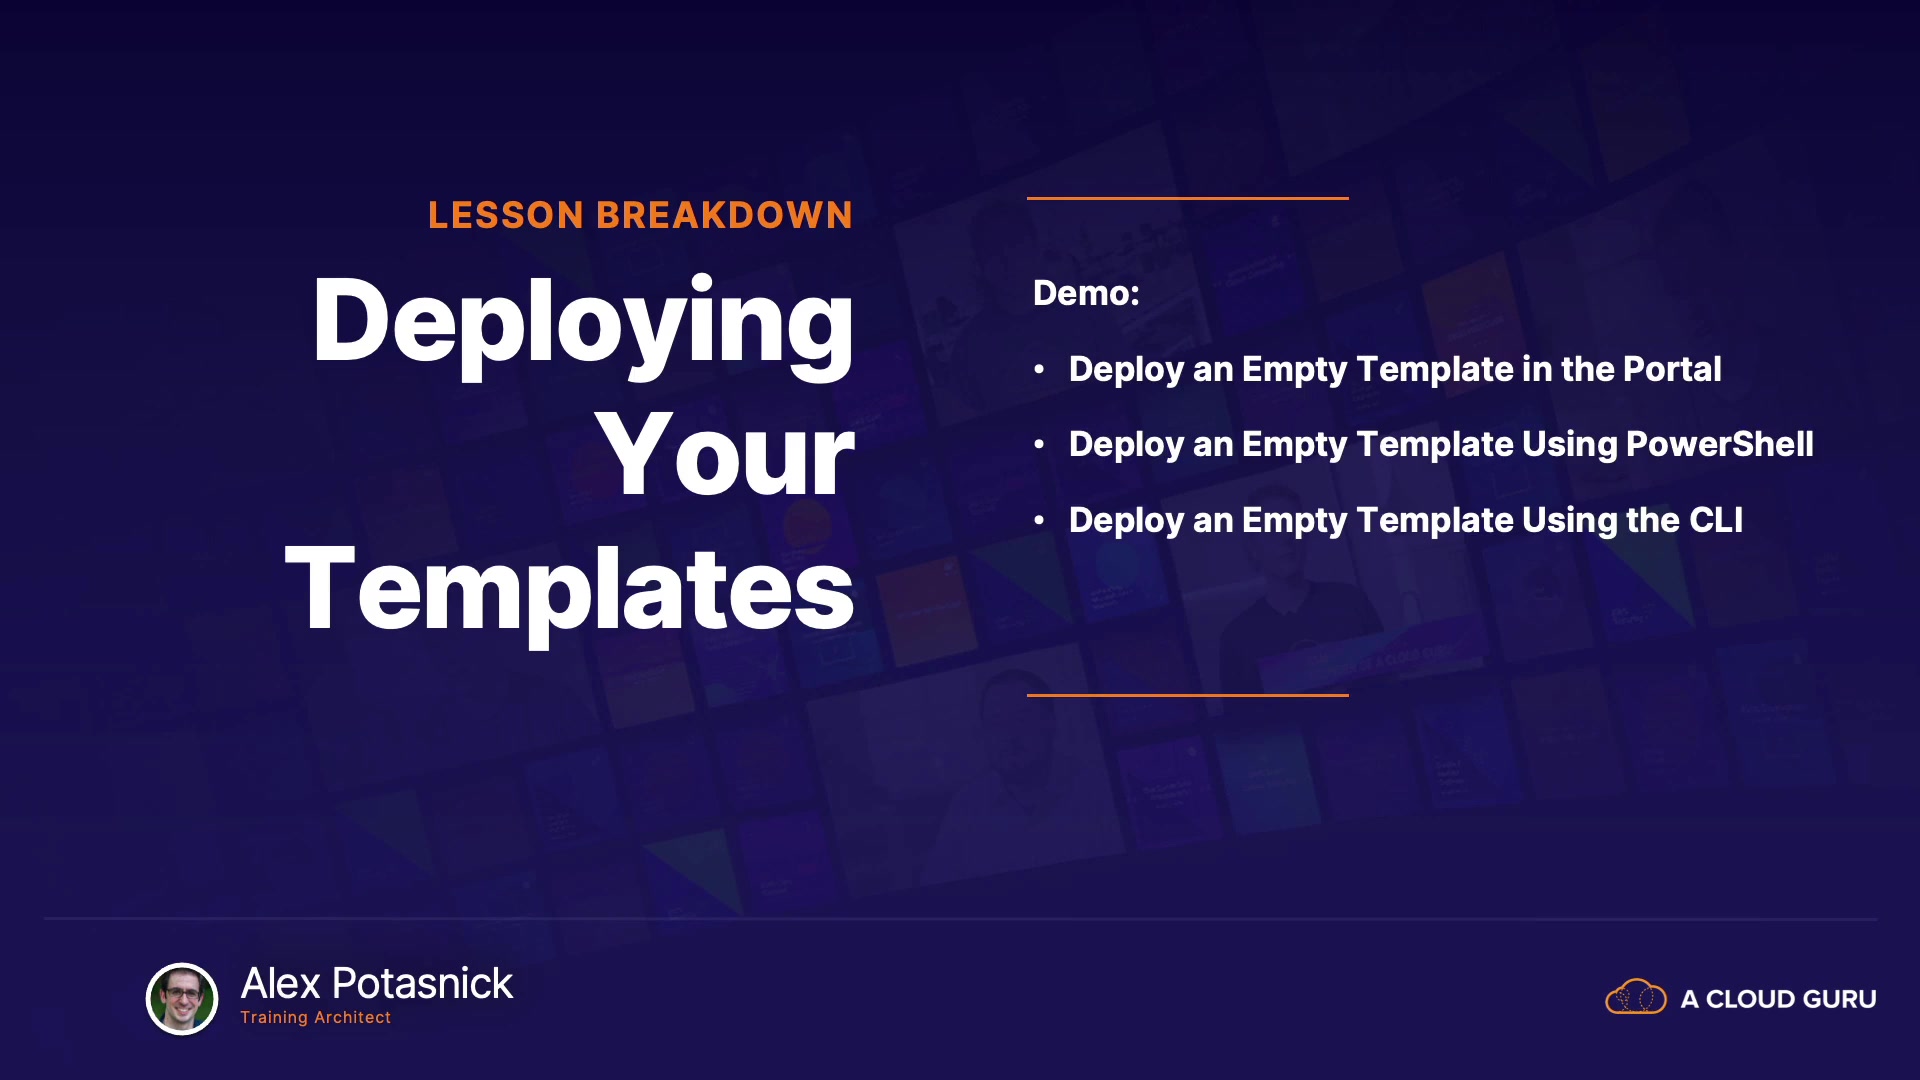 LESSON BREAKDOWN
Deploying
Your
Templates
Demo:
• Deploy an Empty Template in the Portal
• Deploy an Empty Template Using PowerShell
• Deploy an Empty Template Using the CLI
Alex Potasnick
Training Architect
A CLOUD GURU